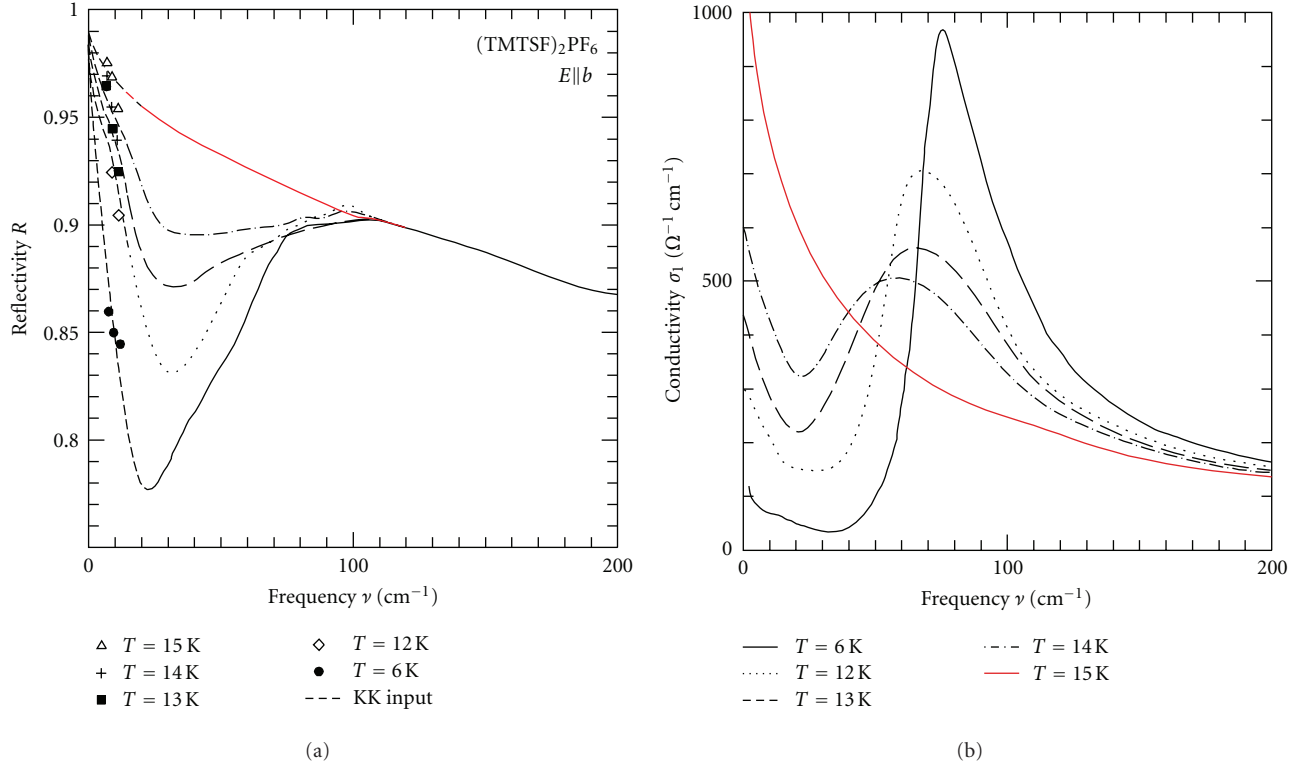 1
0.95
0.9
0.85
0.8
Reflectivity R
(TMTSF)₂PF₆
E∥b
0
100
200
Frequency ν (cm⁻¹)
T = 15 K
T = 14 K
T = 13 K
T = 12 K
T = 6 K
KK input
(a)
1000
500
0
Conductivity σ₁ (Ω⁻¹ cm⁻¹)
0
100
200
Frequency ν (cm⁻¹)
T = 6 K
T = 12 K
T = 13 K
T = 14 K
T = 15 K
(b)